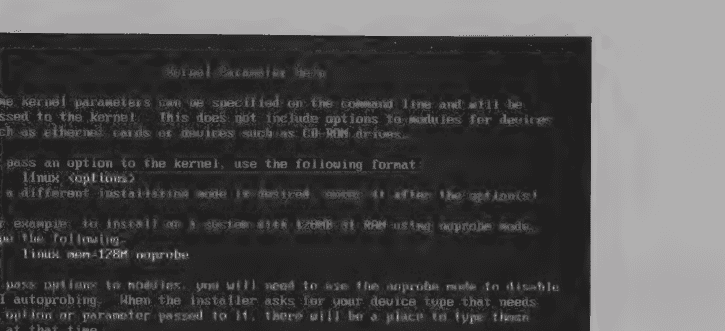 Kernel Parameter Help
me kernel parameters can be specified on the command line and will be
ssed to the kernel. This does not include options to modules for devices
ch as ethernet cards or devices such as CD-ROM drives.
pass an option to the kernel, use the following format:
linux <options>
a different installation mode is desired, enter it after the option(s)
r example, to install on a system with 128MB of RAM using noprobe mode,
pe the following:
linux mem=128M noprobe
pass options to modules, you will need to use the noprobe mode to disable
I autoprobing. When the installer asks for your device type that needs
option or parameter passed to it, there will be a place to type those
at that time.